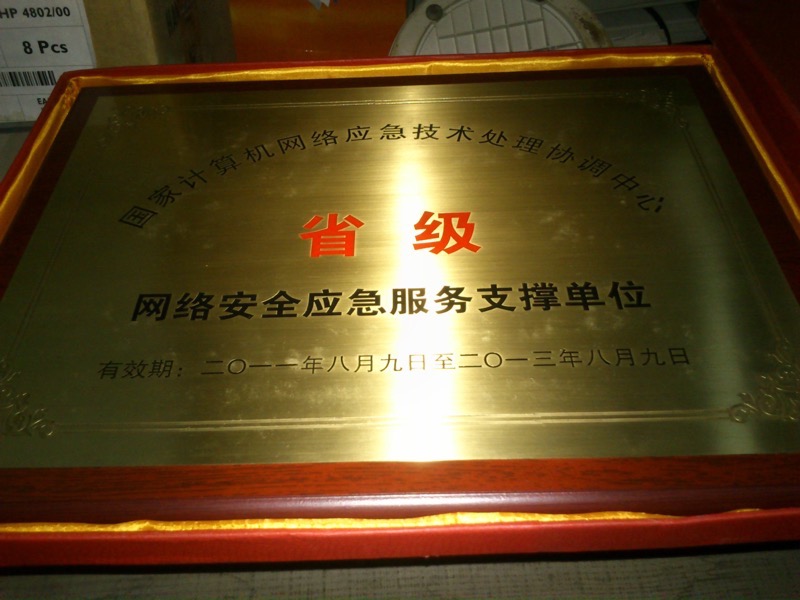 HP 4802/00
8 Pcs
国家计算机网络应急技术处理协调中心
省级
网络安全应急服务支撑单位
有效期：二〇一一年八月九日至二〇一三年八月九日